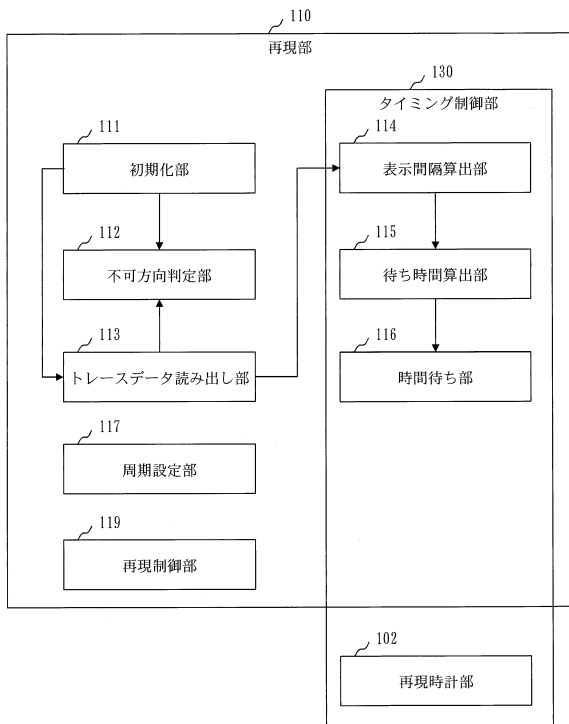 110
再現部
130
タイミング制御部
111
初期化部
114
表示間隔算出部
112
不可方向判定部
115
待ち時間算出部
113
トレースデータ読み出し部
116
時間待ち部
117
周期設定部
119
再現制御部
102
再現時計部